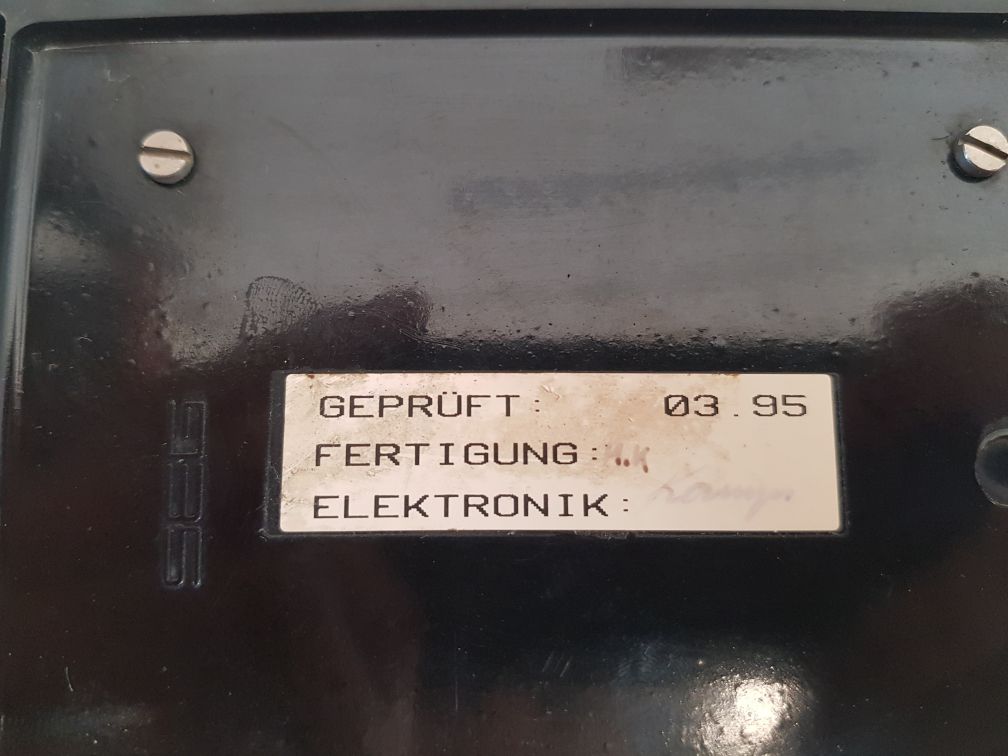 GEPRÜFT: 03.95
FERTIGUNG: H.K
ELEKTRONIK: